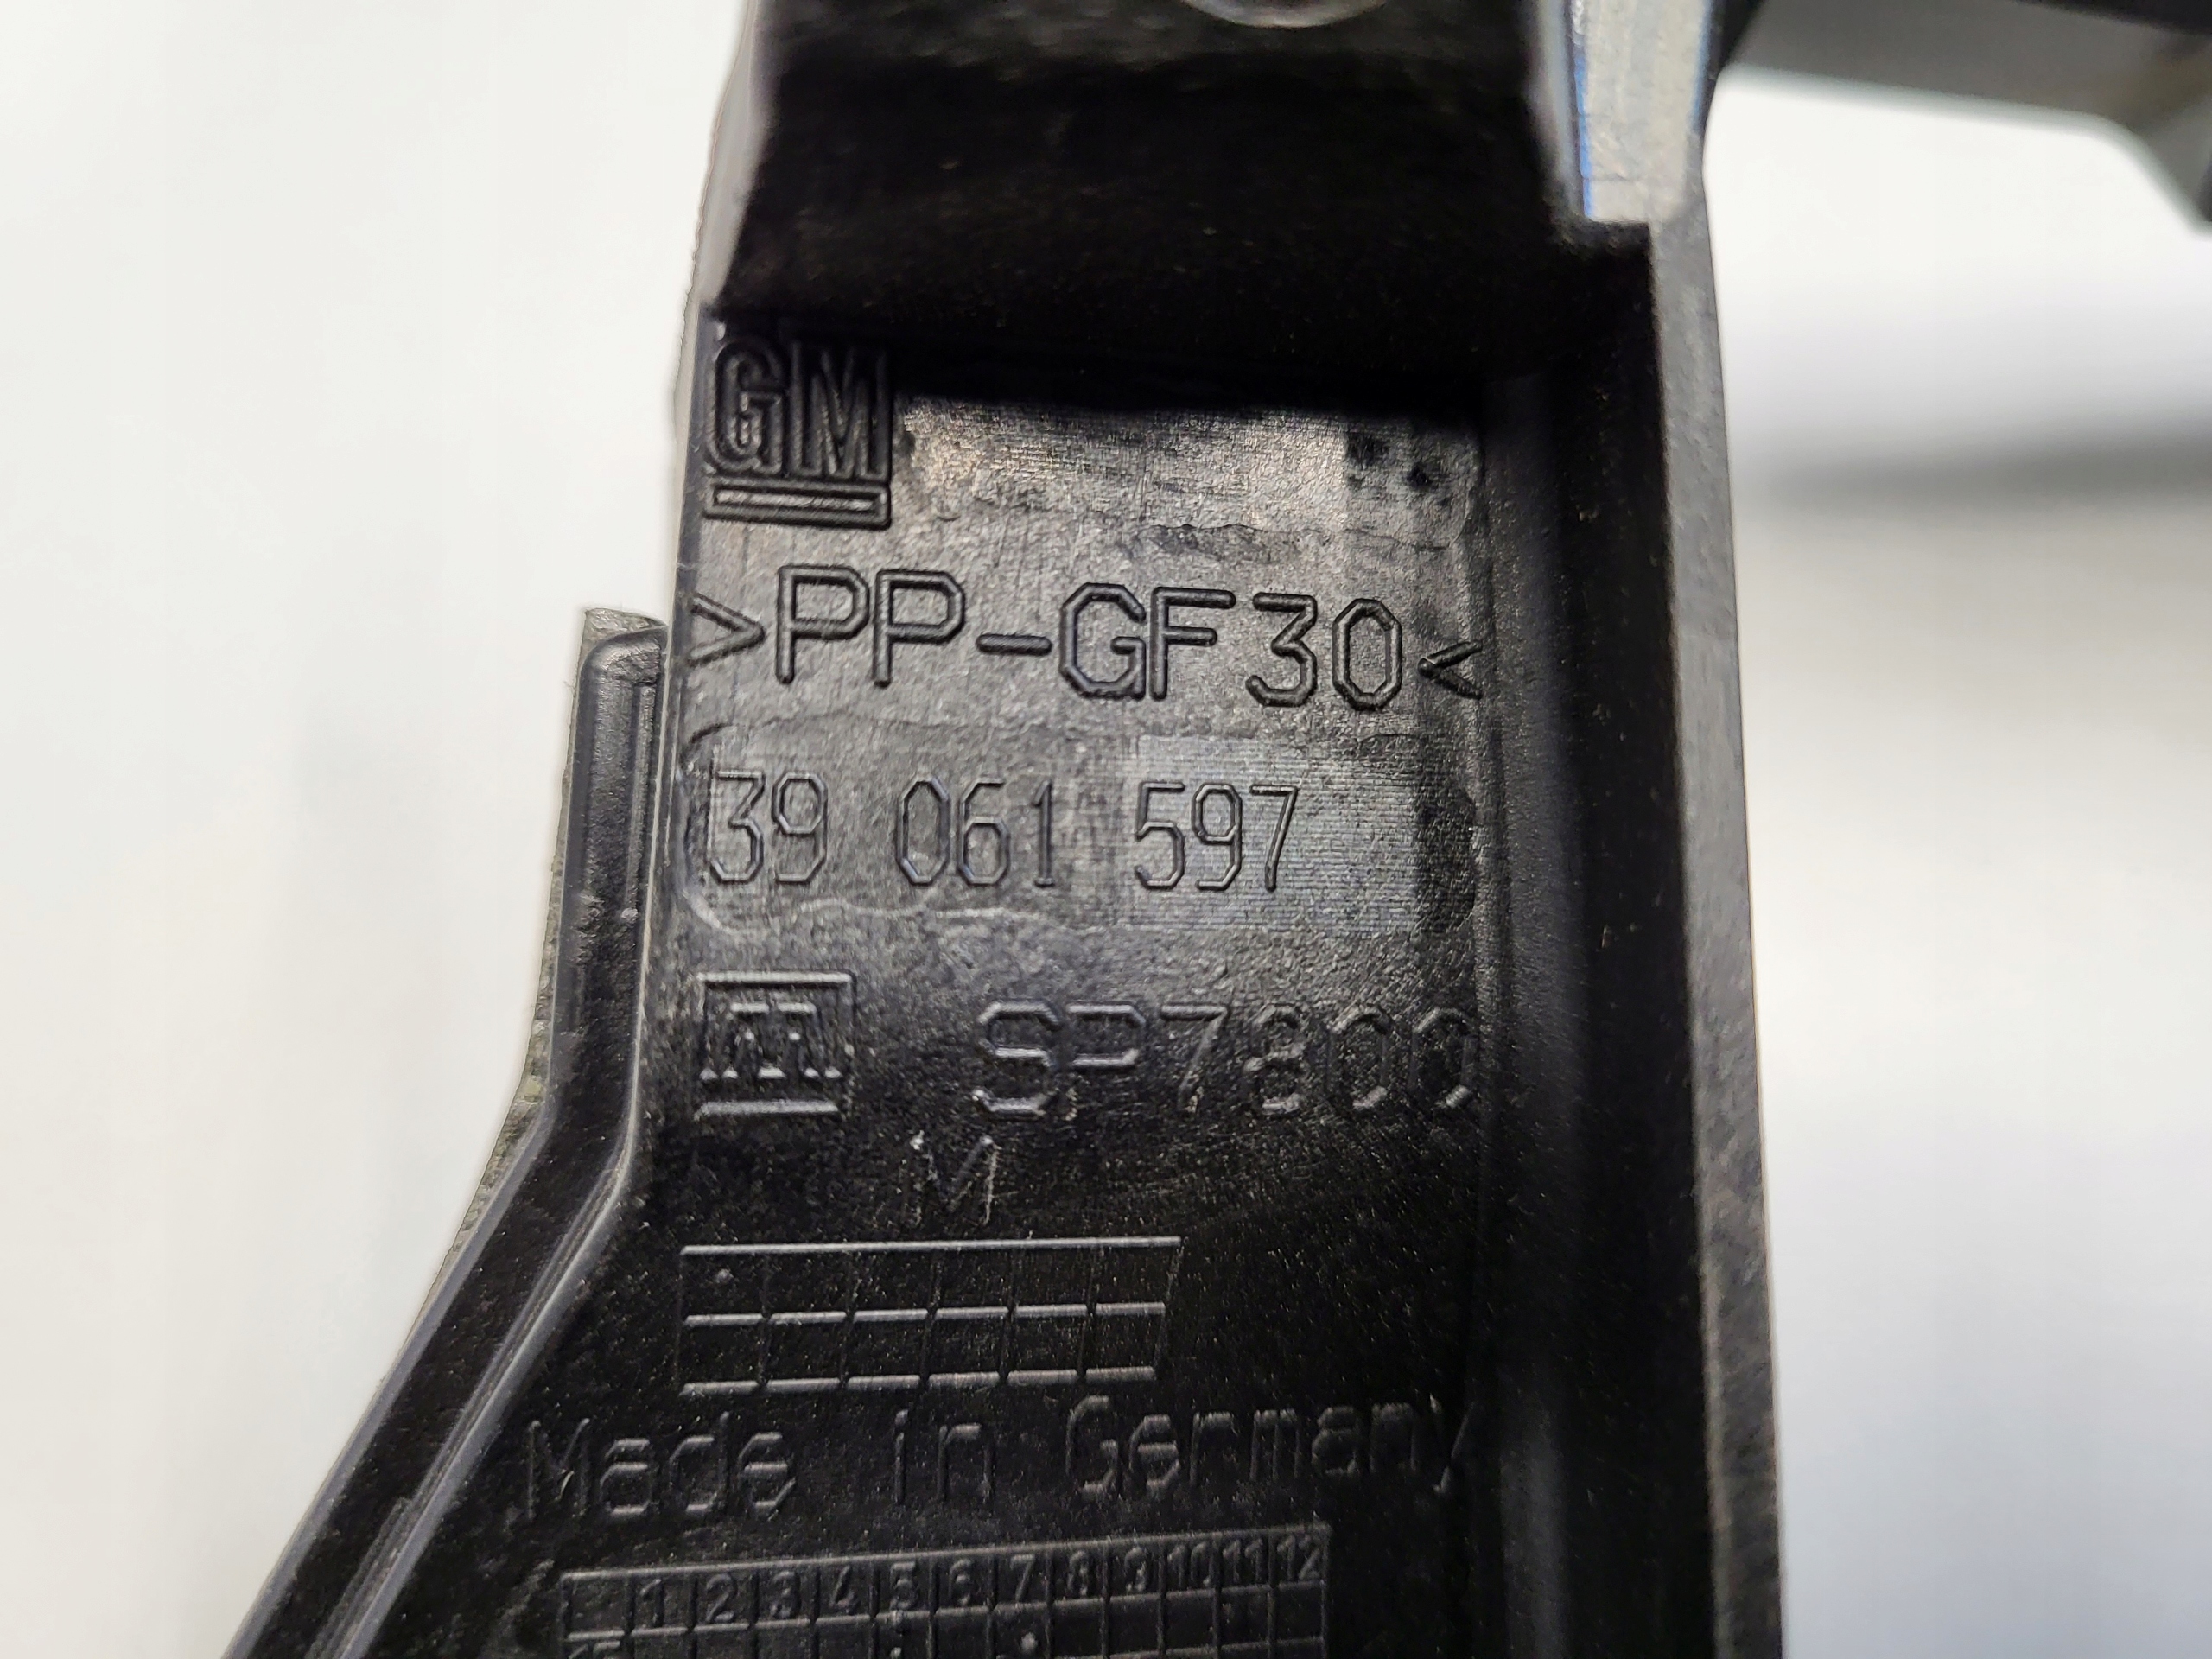 GM
>PP-GF30<
39 061 597
SP7800
M
Made in Germany
1 2 3 4 5 6 7 8 9 10 11 12